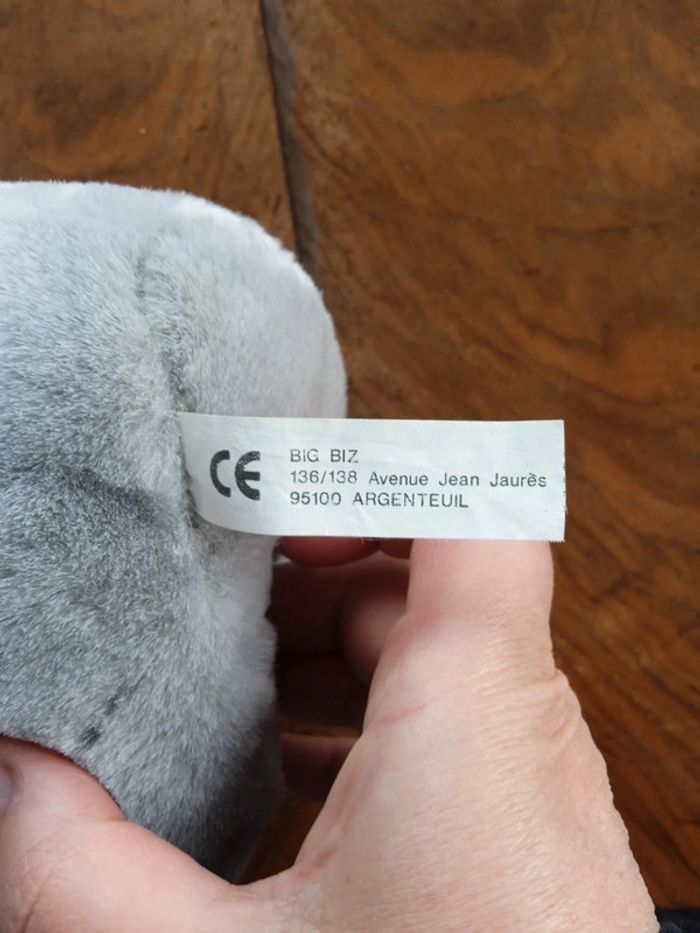 CE
BIG BIZ
136/138 Avenue Jean Jaurès
95100 ARGENTEUIL